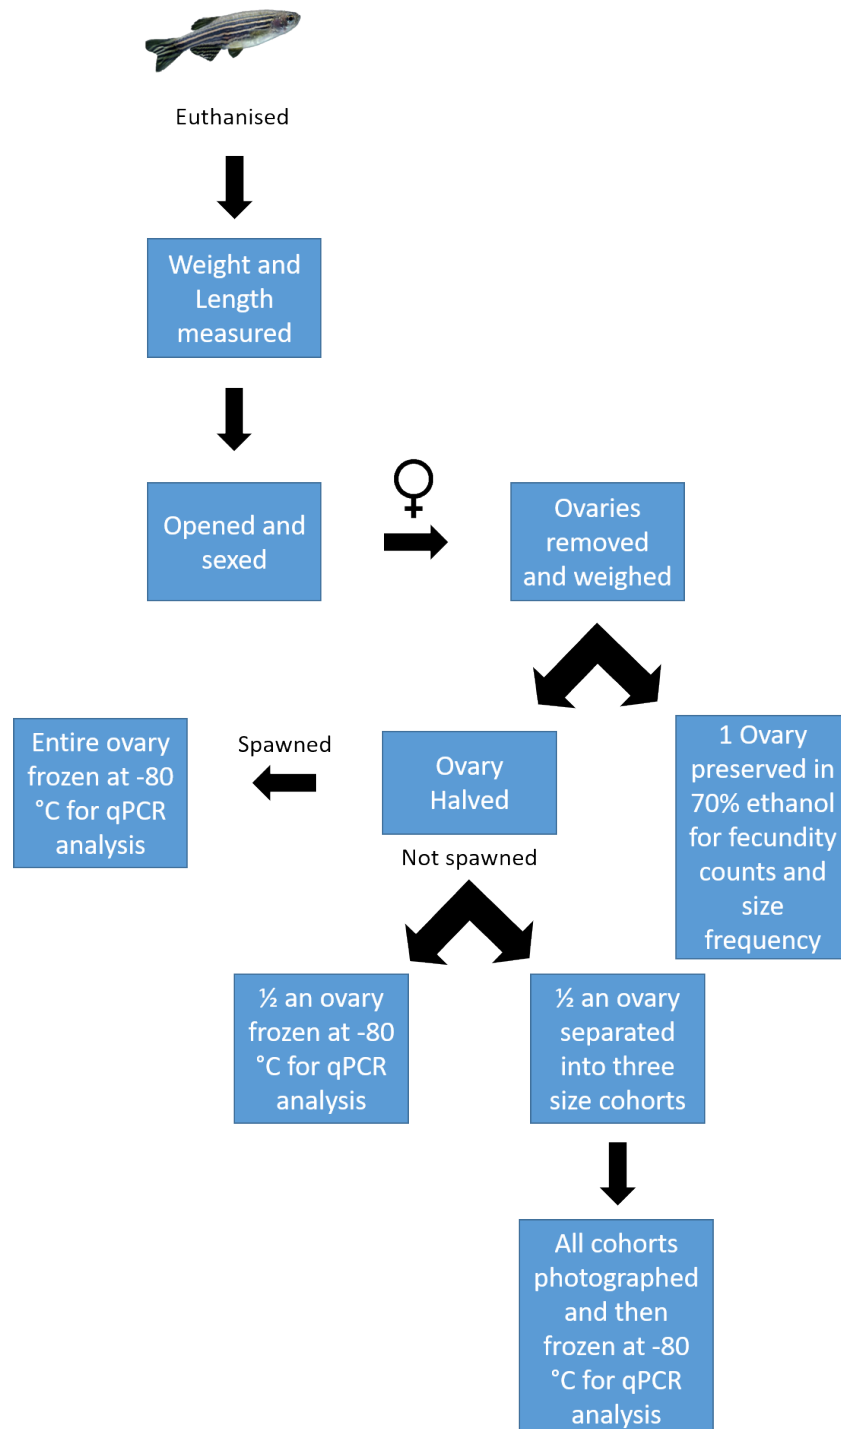 Euthanised
Weight and
Length
measured
Opened and
sexed
Ovaries
removed
and weighed
Entire ovary
frozen at -80
°C for qPCR
analysis
Spawned
Ovary
Halved
Not spawned
1 Ovary
preserved in
70% ethanol
for fecundity
counts and
size
frequency
½ an ovary
frozen at -80
°C for qPCR
analysis
½ an ovary
separated
into three
size cohorts
All cohorts
photographed
and then
frozen at -80
°C for qPCR
analysis